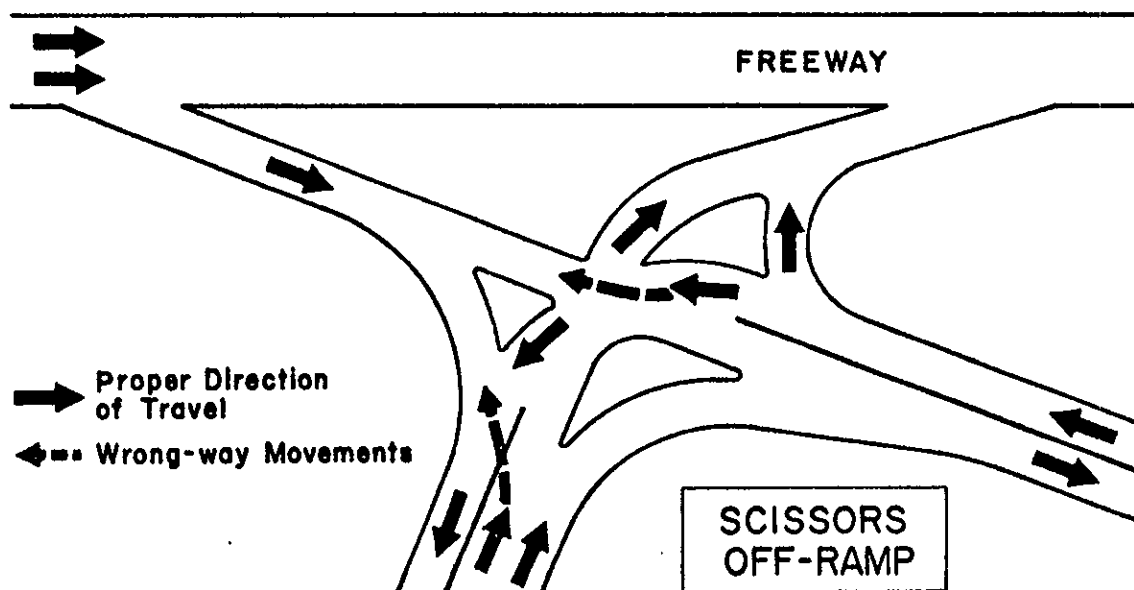 FREEWAY
Proper Direction
of Travel
Wrong-way Movements
SCISSORS
OFF-RAMP